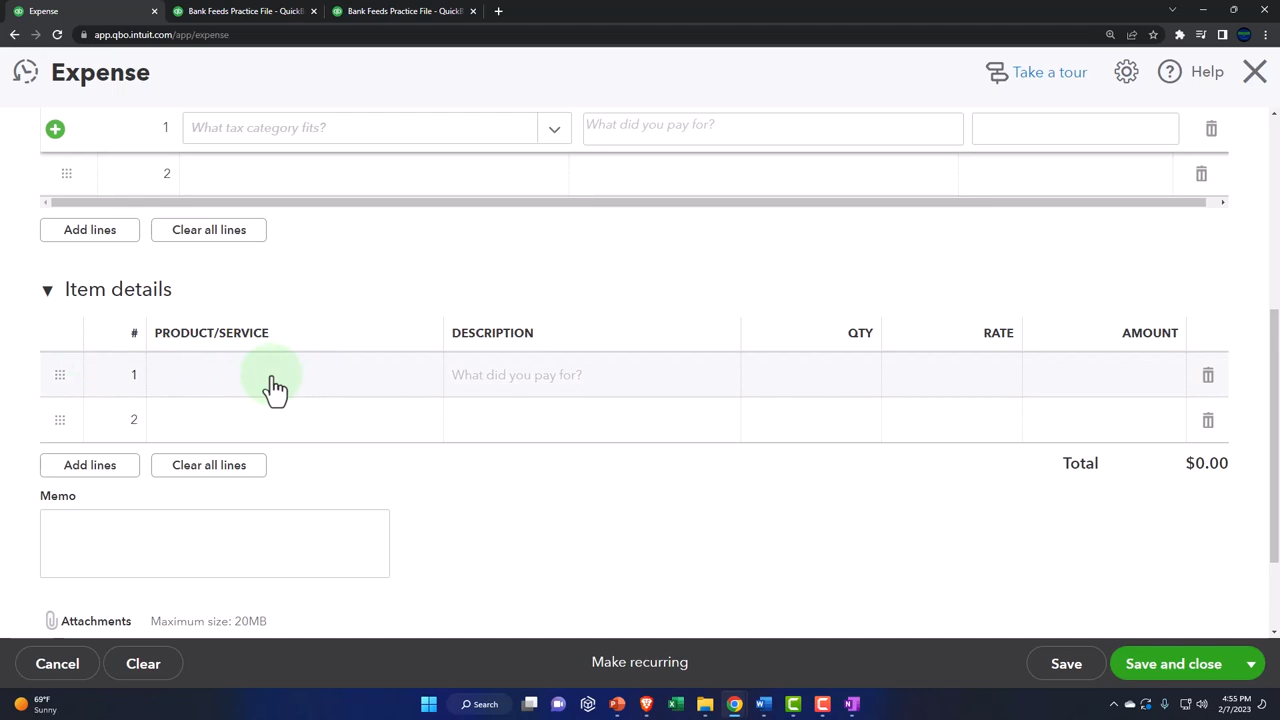 Expense
Bank Feeds Practice File - QuickB
Bank Feeds Practice File - QuickB
app.qbo.intuit.com/app/expense
Expense
Take a tour
Help
1 What tax category fits? What did you pay for?
2
Add lines Clear all lines
Item details
# PRODUCT/SERVICE DESCRIPTION QTY RATE AMOUNT
1 What did you pay for?
2
Add lines Clear all lines Total $0.00
Memo
Attachments Maximum size: 20MB
Cancel Clear Make recurring Save Save and close
69°F
Sunny
Search
4:55 PM
2/7/2023